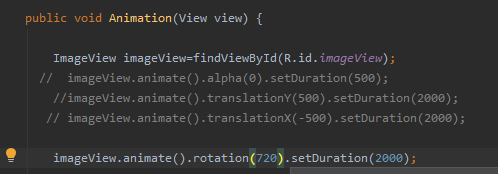 public void Animation(View view) {
ImageView imageView=findViewById(R.id.imageView);
//  imageView.animate().alpha(0).setDuration(500);
//imageView.animate().translationY(500).setDuration(2000);
// imageView.animate().translationX(-500).setDuration(2000);
imageView.animate().rotation(720).setDuration(2000);